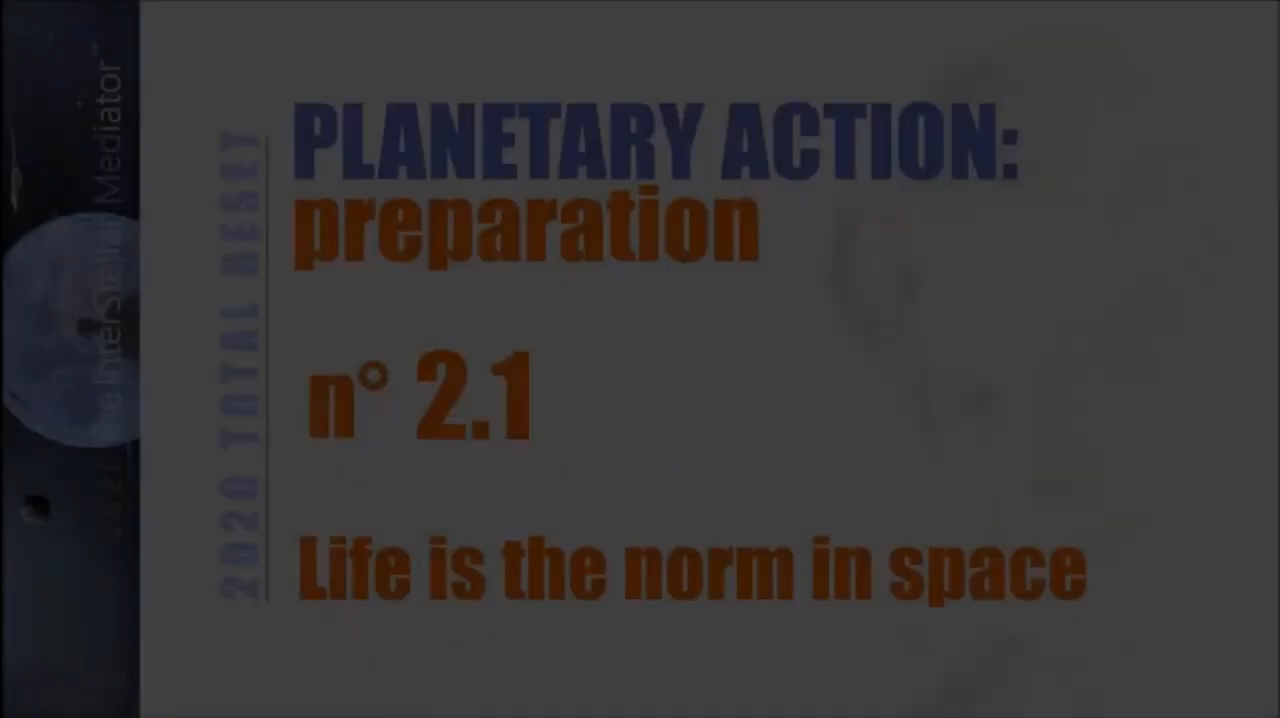 PLANETARY ACTION:
preparation
n° 2.1
Life is the norm in space
2020 TOTAL RESET
Mediator